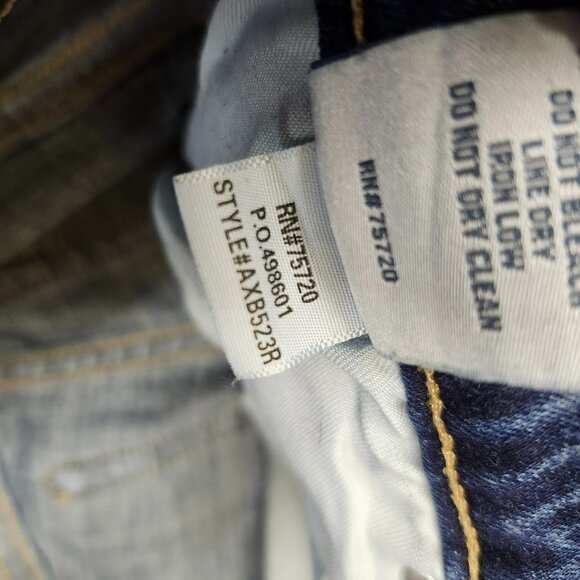 RN#75720
P.O.498601
STYLE#AXB523R
DO NOT BLEACH
LINE DRY
IRON LOW
DO NOT DRY CLEAN
RN#75720